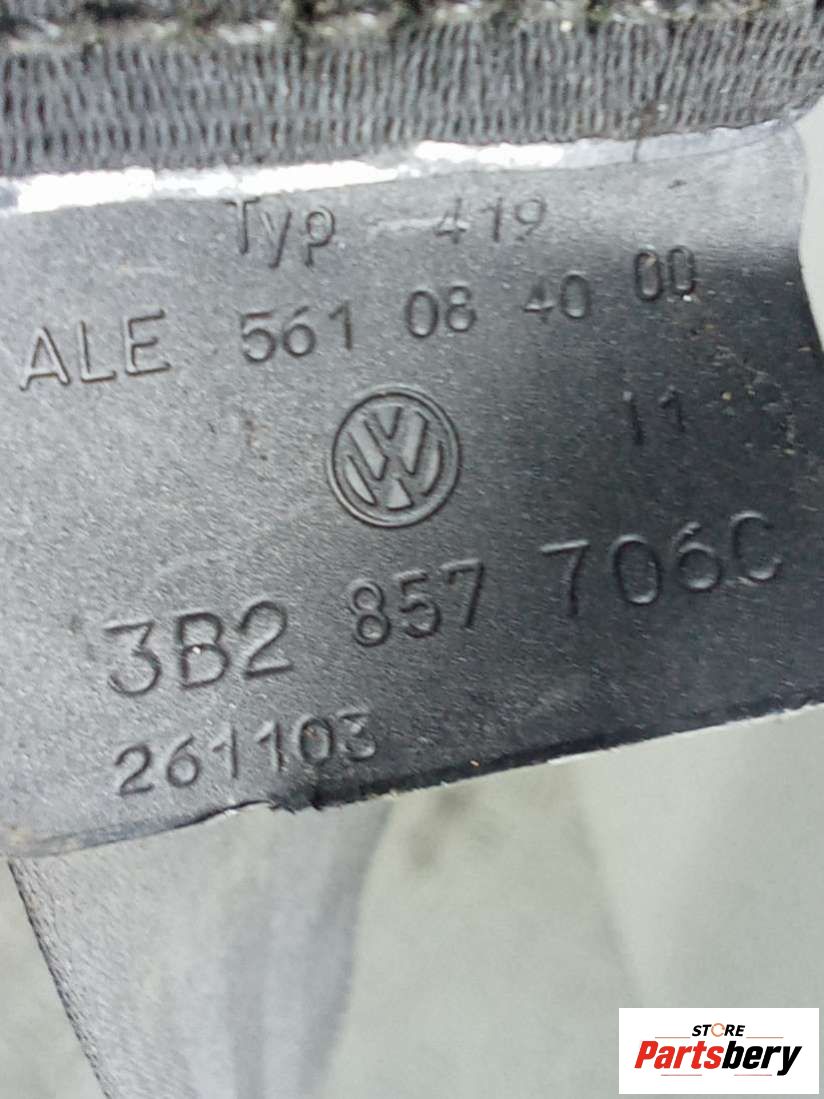 Typ 419
ALE 561 08 40 00
11
3B2 857 706C
261103
STORE
Partsbery